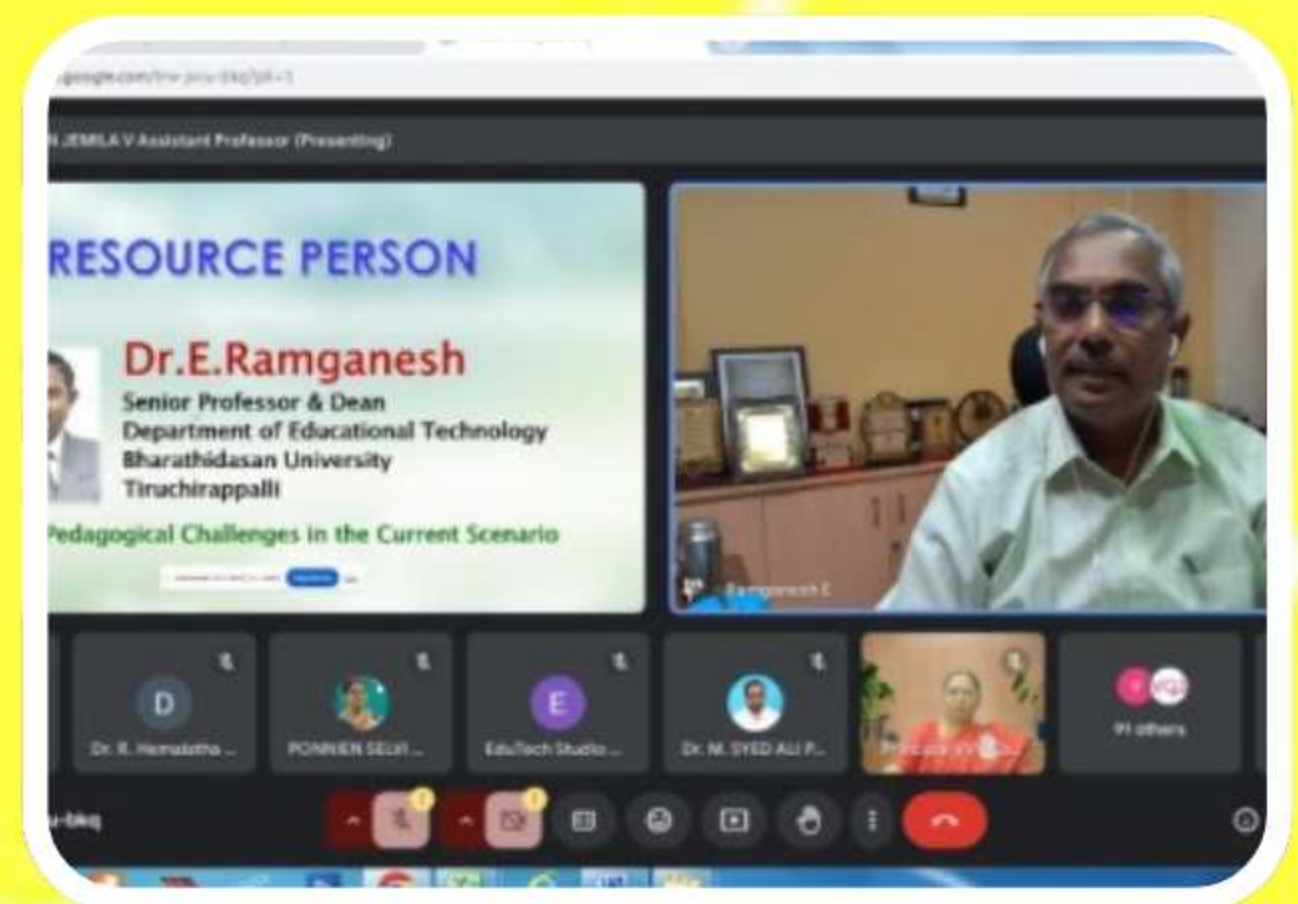 N JEMILA V Assistant Professor (Presenting)
RESOURCE PERSON
Dr.E.Ramganesh
Senior Professor & Dean
Department of Educational Technology
Bharathidasan University
Tiruchirappalli
Pedagogical Challenges in the Current Scenario
Ramganesh E
D
Dr. R. Hemalatha ...
PONNIEN SELVI ...
E
EduTech Studio ...
Dr. M. SYED ALI P...
91 others
u-bkq